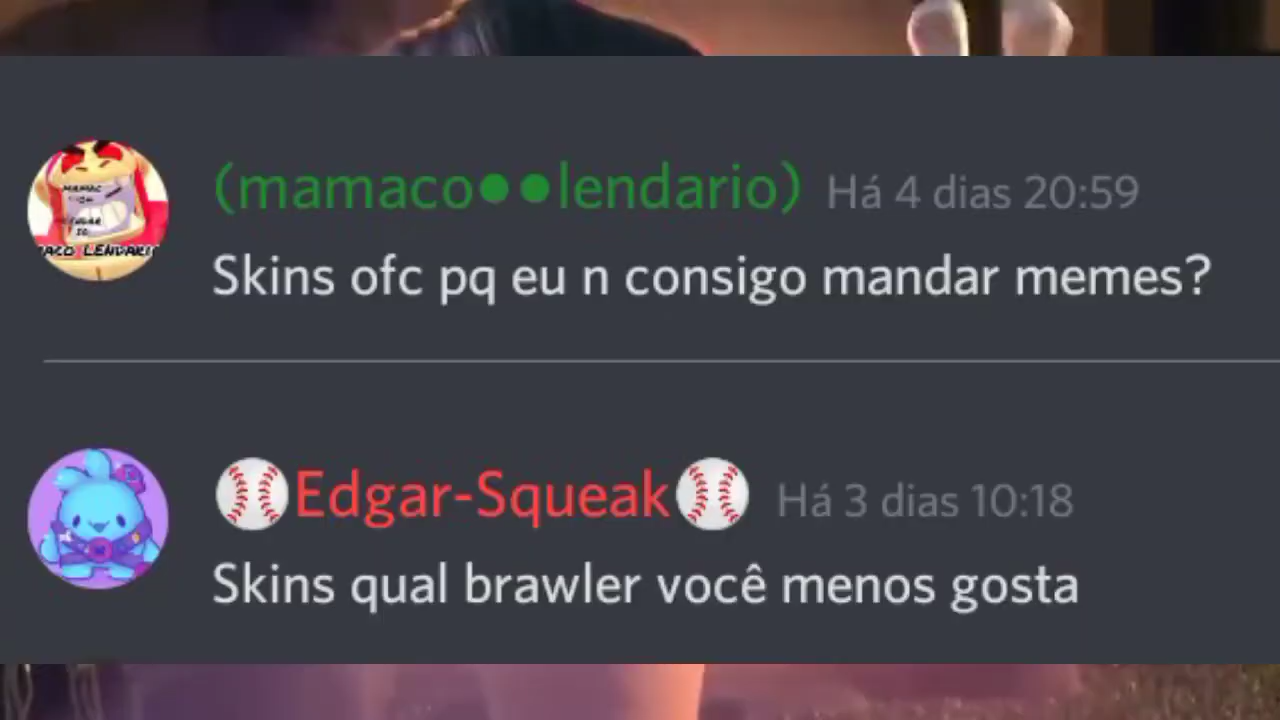 (mamaco●●lendario) Há 4 dias 20:59
Skins ofc pq eu n consigo mandar memes?
⚾Edgar-Squeak⚾ Há 3 dias 10:18
Skins qual brawler você menos gosta